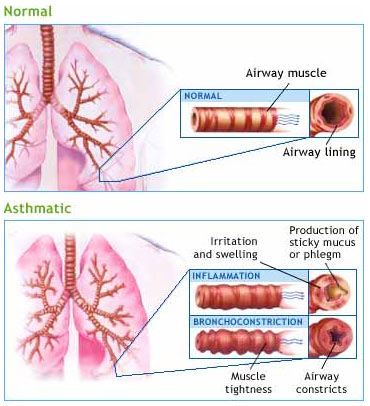 Normal
Airway muscle
NORMAL
Airway lining
Asthmatic
Production of
sticky mucus
or phlegm
Irritation
and swelling
INFLAMMATION
BRONCHOCONSTRICTION
Muscle
tightness
Airway
constricts